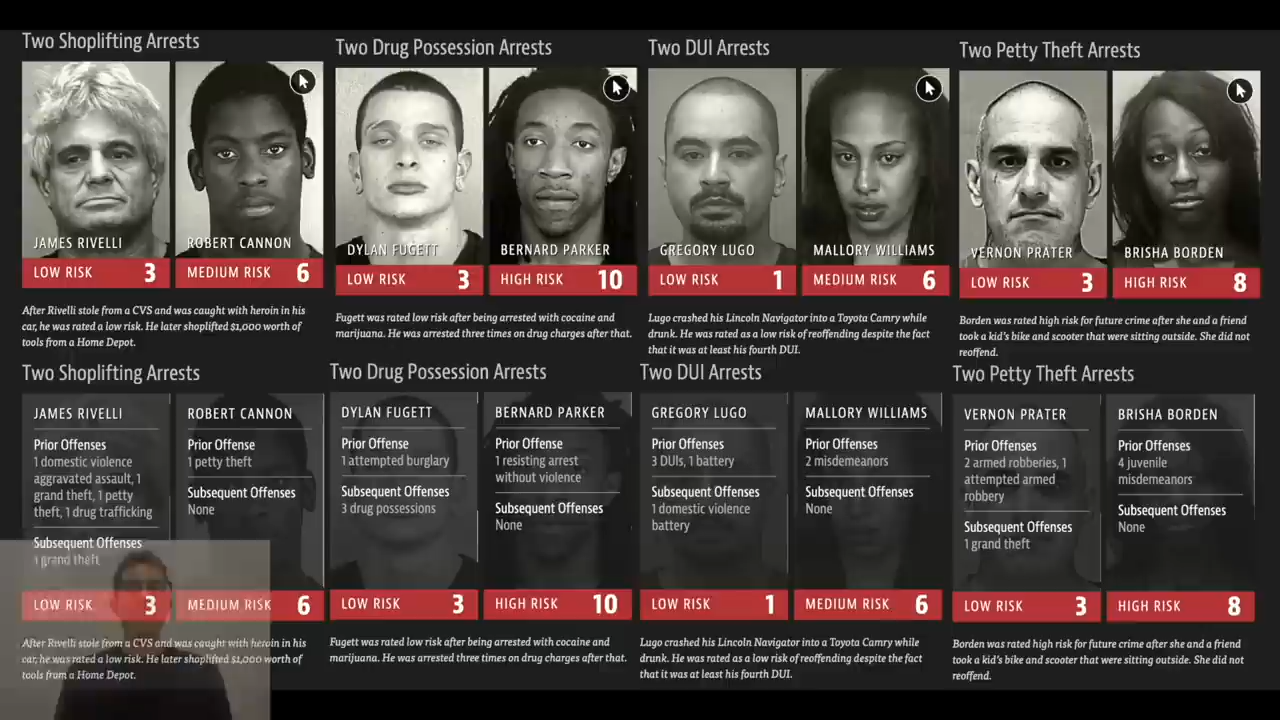 Two Shoplifting Arrests
JAMES RIVELLI
LOW RISK 3
ROBERT CANNON
MEDIUM RISK 6
After Rivelli stole from a CVS and was caught with heroin in his
car, he was rated a low risk. He later shoplifted $1,000 worth of
tools from a Home Depot.
Two Drug Possession Arrests
DYLAN FUGETT
LOW RISK 3
BERNARD PARKER
HIGH RISK 10
Fugett was rated low risk after being arrested with cocaine and
marijuana. He was arrested three times on drug charges after that.
Two DUI Arrests
GREGORY LUGO
LOW RISK 1
MALLORY WILLIAMS
MEDIUM RISK 6
Lugo crashed his Lincoln Navigator into a Toyota Camry while
drunk. He was rated as a low risk of reoffending despite the fact
that it was at least his fourth DUI.
Two Petty Theft Arrests
VERNON PRATER
LOW RISK 3
BRISHA BORDEN
HIGH RISK 8
Borden was rated high risk for future crime after she and a friend
took a kid's bike and scooter that were sitting outside. She did not
reoffend.
Two Shoplifting Arrests
JAMES RIVELLI
Prior Offenses
1 domestic violence
aggravated assault, 1
grand theft, 1 petty
theft, 1 drug trafficking
Subsequent Offenses
1 grand theft
LOW RISK 3
ROBERT CANNON
Prior Offense
1 petty theft
Subsequent Offenses
None
MEDIUM RISK 6
After Rivelli stole from a CVS and was caught with heroin in his
car, he was rated a low risk. He later shoplifted $1,000 worth of
tools from a Home Depot.
Two Drug Possession Arrests
DYLAN FUGETT
Prior Offense
1 attempted burglary
Subsequent Offenses
3 drug possessions
LOW RISK 3
BERNARD PARKER
Prior Offense
1 resisting arrest
without violence
Subsequent Offenses
None
HIGH RISK 10
Fugett was rated low risk after being arrested with cocaine and
marijuana. He was arrested three times on drug charges after that.
Two DUI Arrests
GREGORY LUGO
Prior Offenses
3 DUIs, 1 battery
Subsequent Offenses
1 domestic violence
battery
LOW RISK 1
MALLORY WILLIAMS
Prior Offenses
2 misdemeanors
Subsequent Offenses
None
MEDIUM RISK 6
Lugo crashed his Lincoln Navigator into a Toyota Camry while
drunk. He was rated as a low risk of reoffending despite the fact
that it was at least his fourth DUI.
Two Petty Theft Arrests
VERNON PRATER
Prior Offenses
2 armed robberies, 1
attempted armed
robbery
Subsequent Offenses
1 grand theft
LOW RISK 3
BRISHA BORDEN
Prior Offenses
4 juvenile
misdemeanors
Subsequent Offenses
None
HIGH RISK 8
Borden was rated high risk for future crime after she and a friend
took a kid's bike and scooter that were sitting outside. She did not
reoffend.